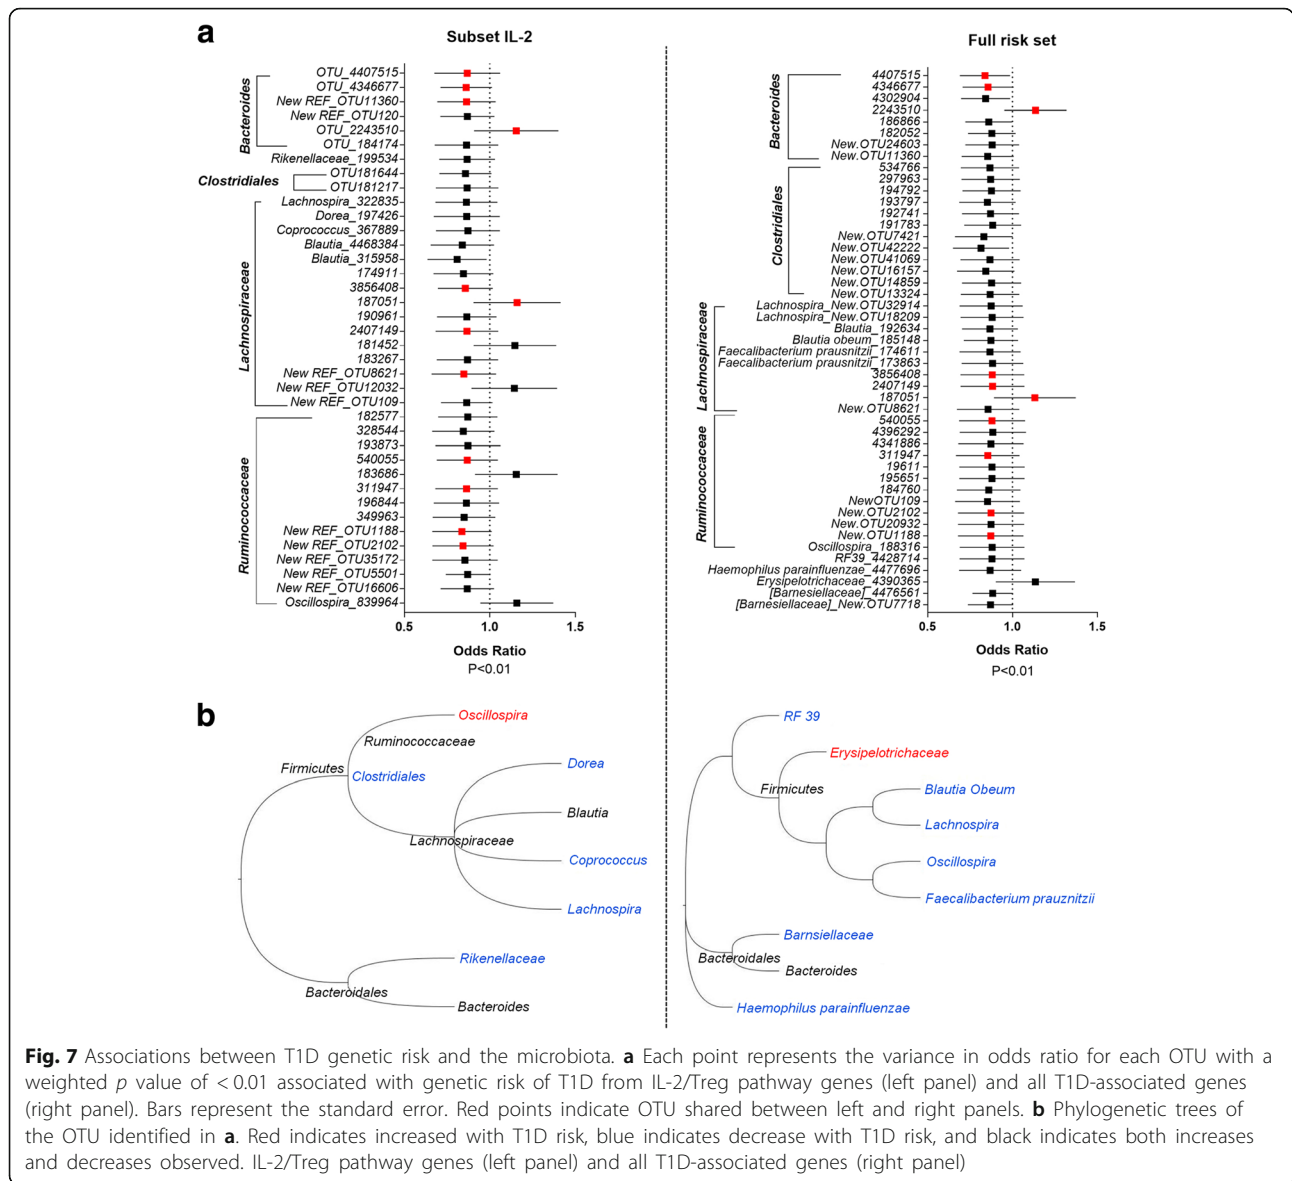 a
Subset IL-2
Bacteroides
OTU_4407515
OTU_4346677
New REF_OTU11360
New REF_OTU120
OTU_2243510
OTU_184174
Rikenellaceae_199534
Clostridiales
OTU181644
OTU181217
Lachnospiraceae
Lachnospira_322835
Dorea_197426
Coprococcus_367889
Blautia_4468384
Blautia_315958
174911
3856408
187051
190961
2407149
181452
183267
New REF_OTU8621
New REF_OTU12032
New REF_OTU109
Ruminococcaceae
182577
328544
193873
540055
183686
311947
196844
349963
New REF_OTU1188
New REF_OTU2102
New REF_OTU35172
New REF_OTU5501
New REF_OTU16606
Oscillospira_839964
0.5 1.0 1.5
Odds Ratio
P<0.01
Full risk set
Bacteroides
4407515
4346677
4302904
2243510
186866
182052
New.OTU24603
New.OTU11360
Clostridiales
534766
297963
194792
193797
192741
191783
New.OTU7421
New.OTU42222
New.OTU41069
New.OTU16157
New.OTU14859
New.OTU13324
Lachnospiraceae
Lachnospira_New.OTU32914
Lachnospira_New.OTU18209
Blautia_192634
Blautia obeum_185148
Faecalibacterium prausnitzii_174611
Faecalibacterium prausnitzii_173863
3856408
2407149
187051
New.OTU8621
Ruminococcaceae
540055
4396292
4341886
311947
19611
195651
184760
NewOTU109
New.OTU2102
New.OTU20932
New.OTU1188
Oscillospira_188316
RF39_4428714
Haemophilus parainfluenzae_4477696
Erysipelotrichaceae_4390365
[Barnesiellaceae]_4476561
[Barnesiellaceae]_New.OTU7718
0.5 1.0 1.5
Odds Ratio
P<0.01
b
Oscillospira
Ruminococcaceae
Firmicutes
Clostridiales
Dorea
Blautia
Lachnospiraceae
Coprococcus
Lachnospira
Rikenellaceae
Bacteroidales
Bacteroides
RF 39
Erysipelotrichaceae
Firmicutes
Blautia Obeum
Lachnospira
Oscillospira
Faecalibacterium prauznitzii
Barnsiellaceae
Bacteroidales
Bacteroides
Haemophilus parainfluenzae
Fig. 7 Associations between T1D genetic risk and the microbiota. a Each point represents the variance in odds ratio for each OTU with a
weighted p value of < 0.01 associated with genetic risk of T1D from IL-2/Treg pathway genes (left panel) and all T1D-associated genes
(right panel). Bars represent the standard error. Red points indicate OTU shared between left and right panels. b Phylogenetic trees of
the OTU identified in a. Red indicates increased with T1D risk, blue indicates decrease with T1D risk, and black indicates both increases
and decreases observed. IL-2/Treg pathway genes (left panel) and all T1D-associated genes (right panel)